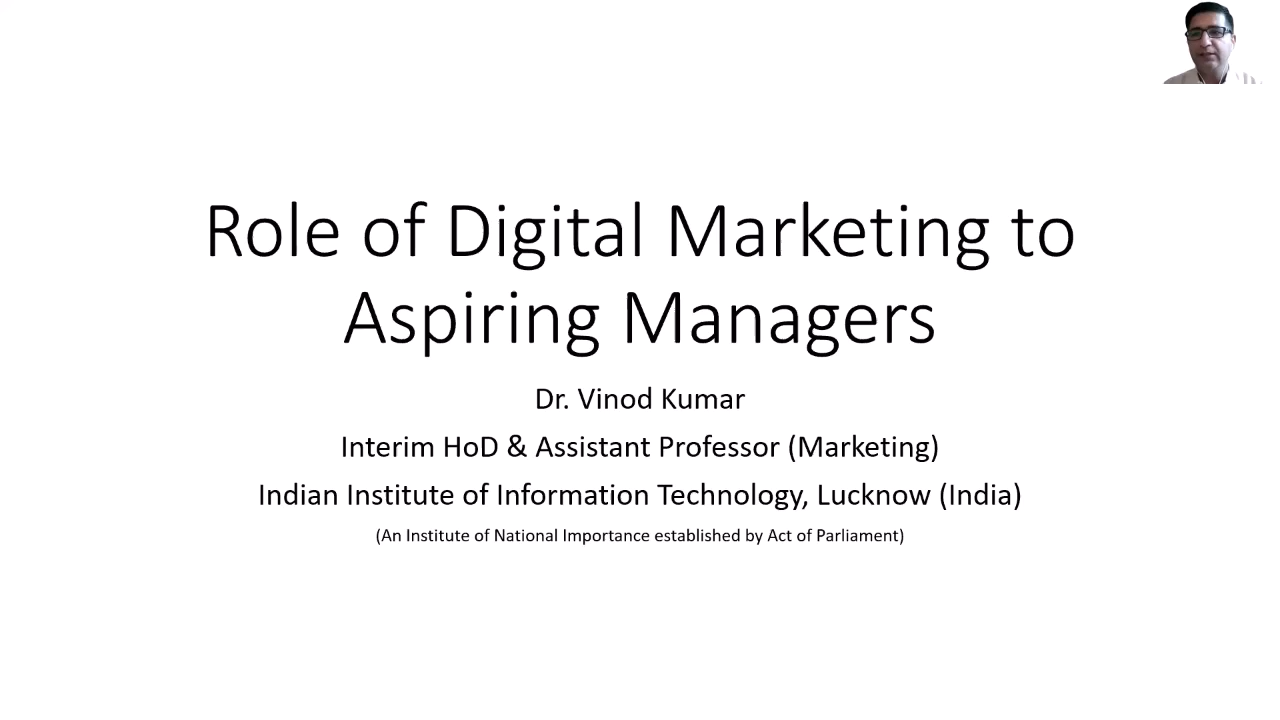 Role of Digital Marketing to
Aspiring Managers
Dr. Vinod Kumar
Interim HoD & Assistant Professor (Marketing)
Indian Institute of Information Technology, Lucknow (India)
(An Institute of National Importance established by Act of Parliament)